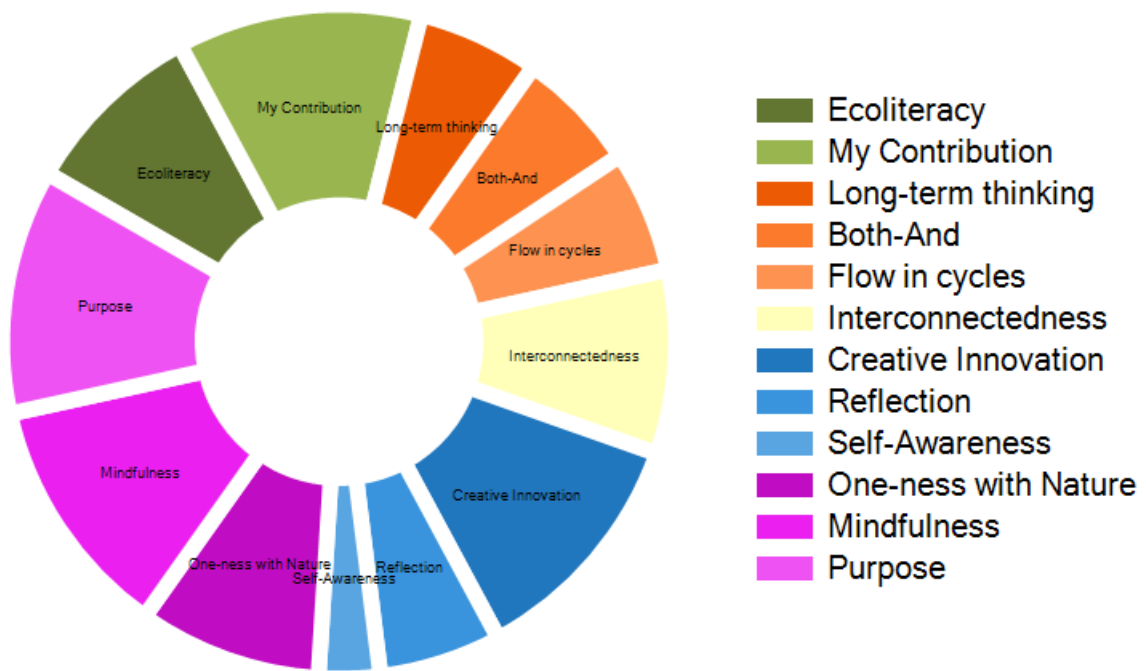 My Contribution
Long-term thinking
Ecoliteracy
Both-And
Flow in cycles
Purpose
Interconnectedness
Mindfulness
Creative Innovation
One-ness with Nature
Self-Awareness
Reflection
Ecoliteracy
My Contribution
Long-term thinking
Both-And
Flow in cycles
Interconnectedness
Creative Innovation
Reflection
Self-Awareness
One-ness with Nature
Mindfulness
Purpose